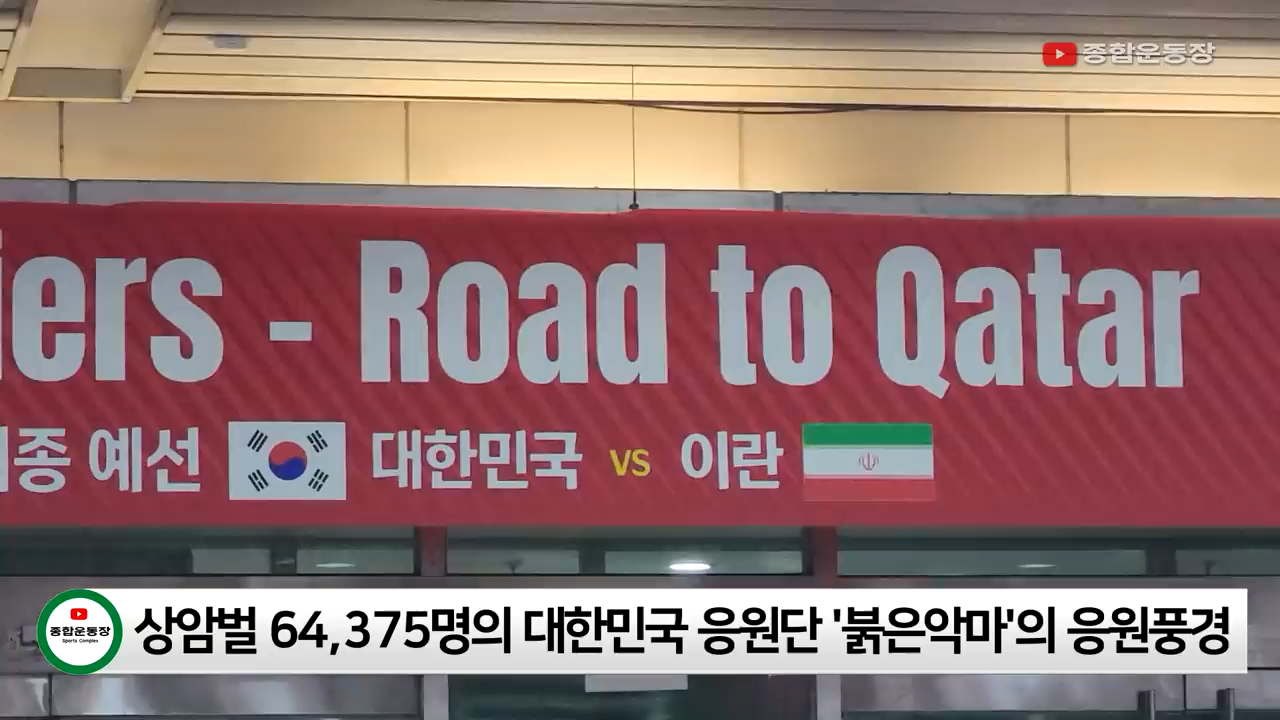 종합운동장
iers - Road to Qatar
종 예선 대한민국 VS 이란
종합운동장
Sports Complex
상암벌 64,375명의 대한민국 응원단 '붉은악마'의 응원풍경